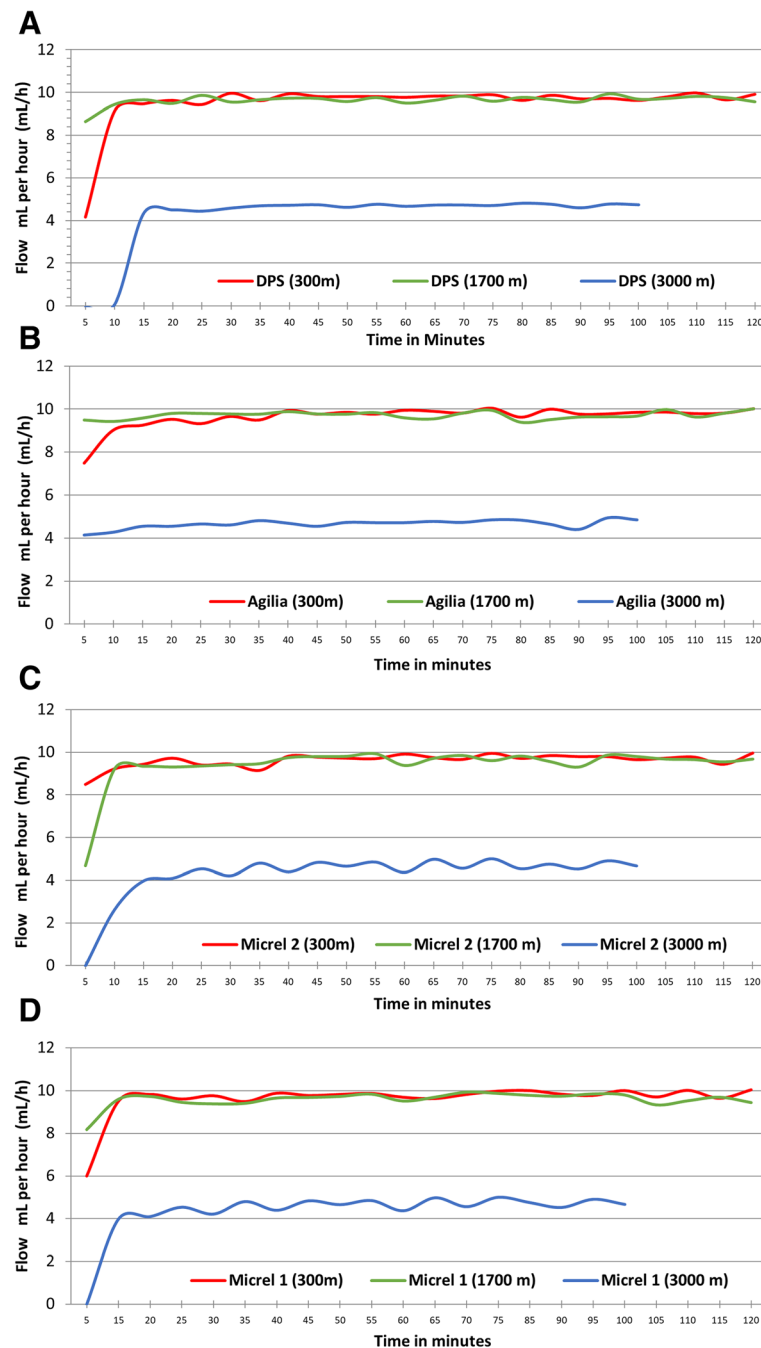 A
Flow mL per hour (mL/h)
12
10
8
6
4
2
0
DPS (300m) DPS (1700 m) DPS (3000 m)
5 10 15 20 25 30 35 40 45 50 55 60 65 70 75 80 85 90 95 100 105 110 115 120
Time in Minutes
B
Flow mL per hour (mL/h)
12
10
8
6
4
2
0
Agilia (300m) Agilia (1700 m) Agilia (3000 m)
5 10 15 20 25 30 35 40 45 50 55 60 65 70 75 80 85 90 95 100 105 110 115 120
Time in minutes
C
Flow mL per hour (mL/h)
12
10
8
6
4
2
0
Micrel 2 (300m) Micrel 2 (1700 m) Micrel 2 (3000 m)
5 10 15 20 25 30 35 40 45 50 55 60 65 70 75 80 85 90 95 100 105 110 115 120
Time in minutes
D
Flow mL per hour (mL/h)
12
10
8
6
4
2
0
Micrel 1 (300m) Micrel 1 (1700 m) Micrel 1 (3000 m)
5 15 20 25 30 35 40 45 50 55 60 65 70 75 80 85 90 95 100 105 110 115 120
Time in minutes